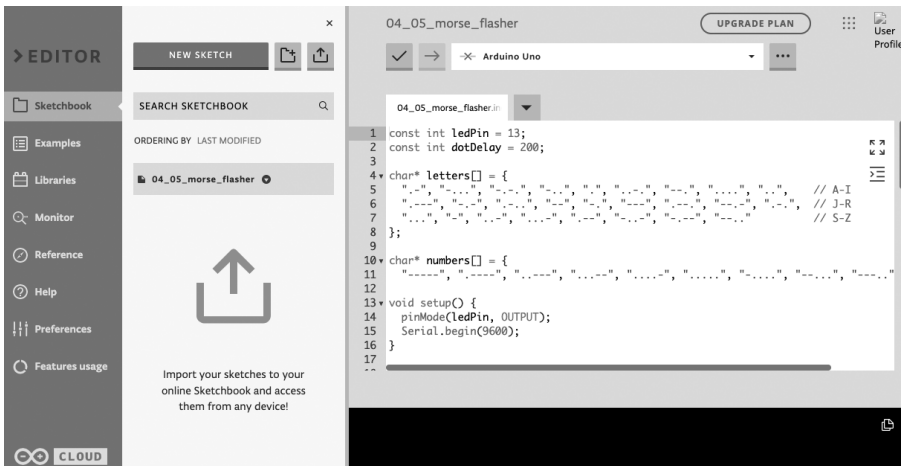 EDITOR
Sketchbook
Examples
Libraries
Monitor
Reference
Help
Preferences
Features usage
CLOUD
NEW SKETCH
SEARCH SKETCHBOOK
ORDERING BY LAST MODIFIED
04_05_morse_flasher
Import your sketches to your
online Sketchbook and access
them from any device!
04_05_morse_flasher
UPGRADE PLAN
User
Profile
Arduino Uno
04_05_morse_flasher.in
1 const int ledPin = 13;
2 const int dotDelay = 200;
3
4 char* letters[] = {
5 ".-", "-...", "-.-.", "-..", ".", "..-.", "--.", "....", "..", // A-I
6 ".---", "-.-", ".-..", "--", "-.", "---", ".--.", "--.-", ".-.", // J-R
7 "...", "-", "..-", "...-", ".--", "-..-", "-.--", "--.." // S-Z
8 };
9
10 char* numbers[] = {
11 "-----", ".----", "..---", "...--", "....-", ".....", "-....", "--...", "---.."
12
13 void setup() {
14 pinMode(ledPin, OUTPUT);
15 Serial.begin(9600);
16 }
17